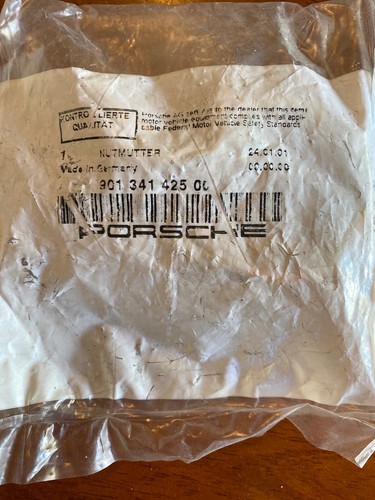 KONTROLLIERTE
QUALITAT
Porsche AG to the dealer that this item
motor vehicle equipment complies with all appli-
cable Federal Motor Vehicle Safety Standards
1 NUTMUTTER 24.01.01
Made in Germany 00.00.00
901 341 425 00
PORSCHE